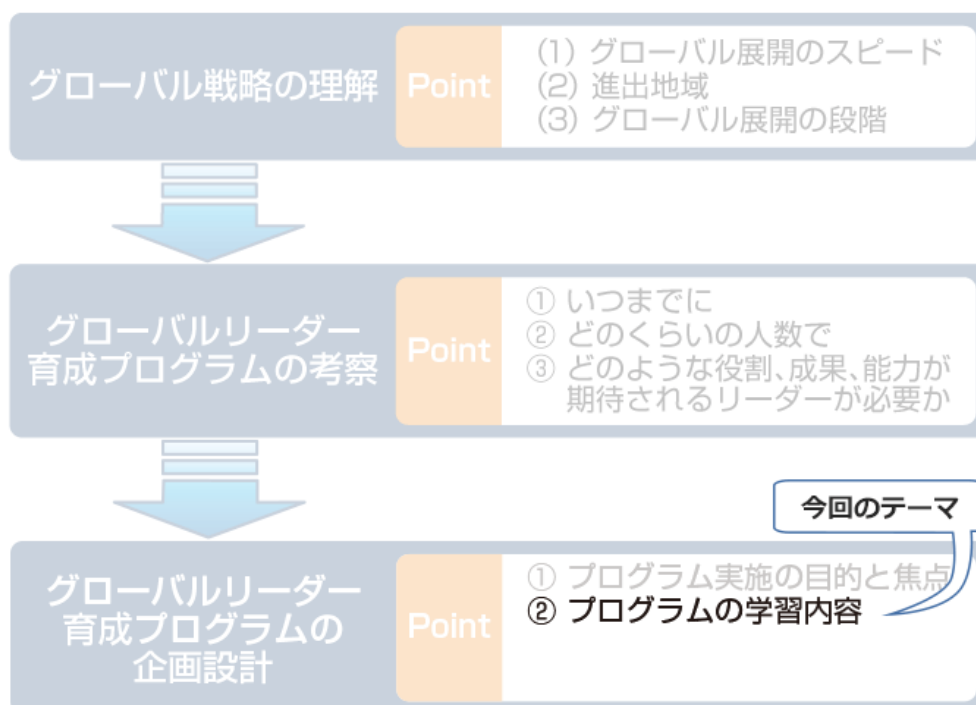 グローバル戦略の理解
Point
(1) グローバル展開のスピード
(2) 進出地域
(3) グローバル展開の段階
グローバルリーダー
育成プログラムの考察
Point
① いつまでに
② どのくらいの人数で
③ どのような役割、成果、能力が
期待されるリーダーが必要か
今回のテーマ
グローバルリーダー
育成プログラムの
企画設計
Point
① プログラム実施の目的と焦点
② プログラムの学習内容